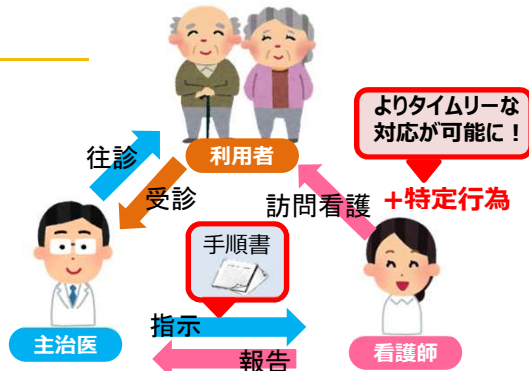 よりタイムリーな
対応が可能に！
往診
利用者
受診
訪問看護
+特定行為
手順書
指示
主治医
看護師
報告